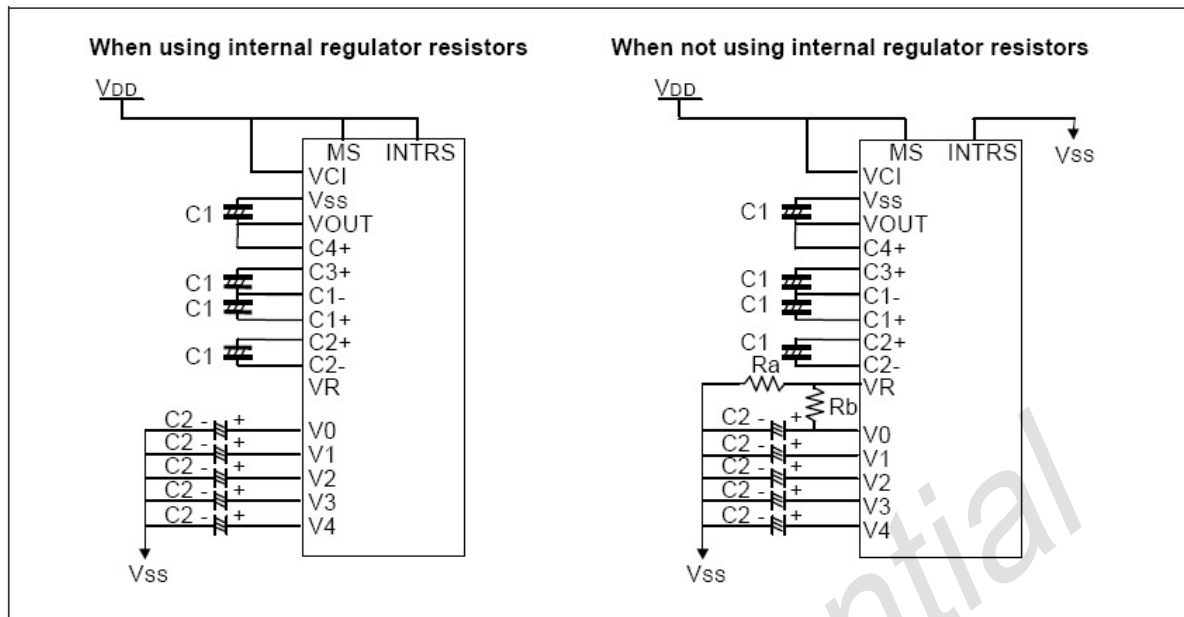 When using internal regulator resistors
VDD
MS INTRS
VCI
Vss
C1
VOUT
C4+
C3+
C1
C1-
C1
C1+
C2+
C1
C2-
VR
C2 - + V0
C2 - + V1
C2 - + V2
C2 - + V3
C2 - + V4
Vss
When not using internal regulator resistors
VDD
MS INTRS
Vss
VCI
Vss
C1
VOUT
C4+
C3+
C1
C1-
C1
C1+
C2+
C1
C2-
Ra
VR
Rb
C2 - + V0
C2 - + V1
C2 - + V2
C2 - + V3
C2 - + V4
Vss
ntial